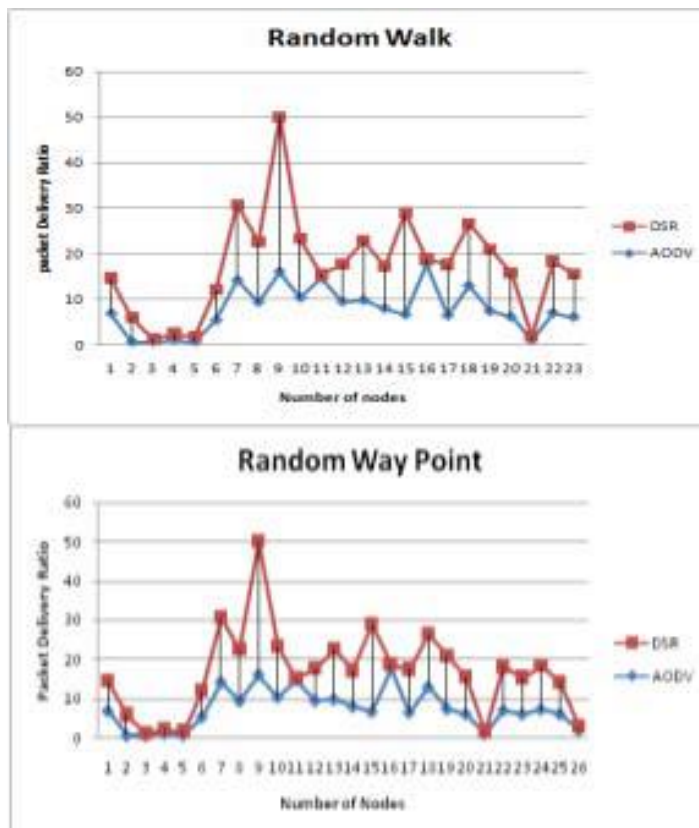 Random Walk
60
50
40
30
20
10
0
packet Delivery Ratio
DSR
AODV
1 2 3 4 5 6 7 8 9 10 11 12 13 14 15 16 17 18 19 20 21 22 23
Number of nodes
Random Way Point
60
50
40
30
20
10
0
Packet Delivery Ratio
DSR
AODV
1 2 3 4 5 6 7 8 9 10 11 12 13 14 15 16 17 18 19 20 21 22 23 24 25 26
Number of Nodes